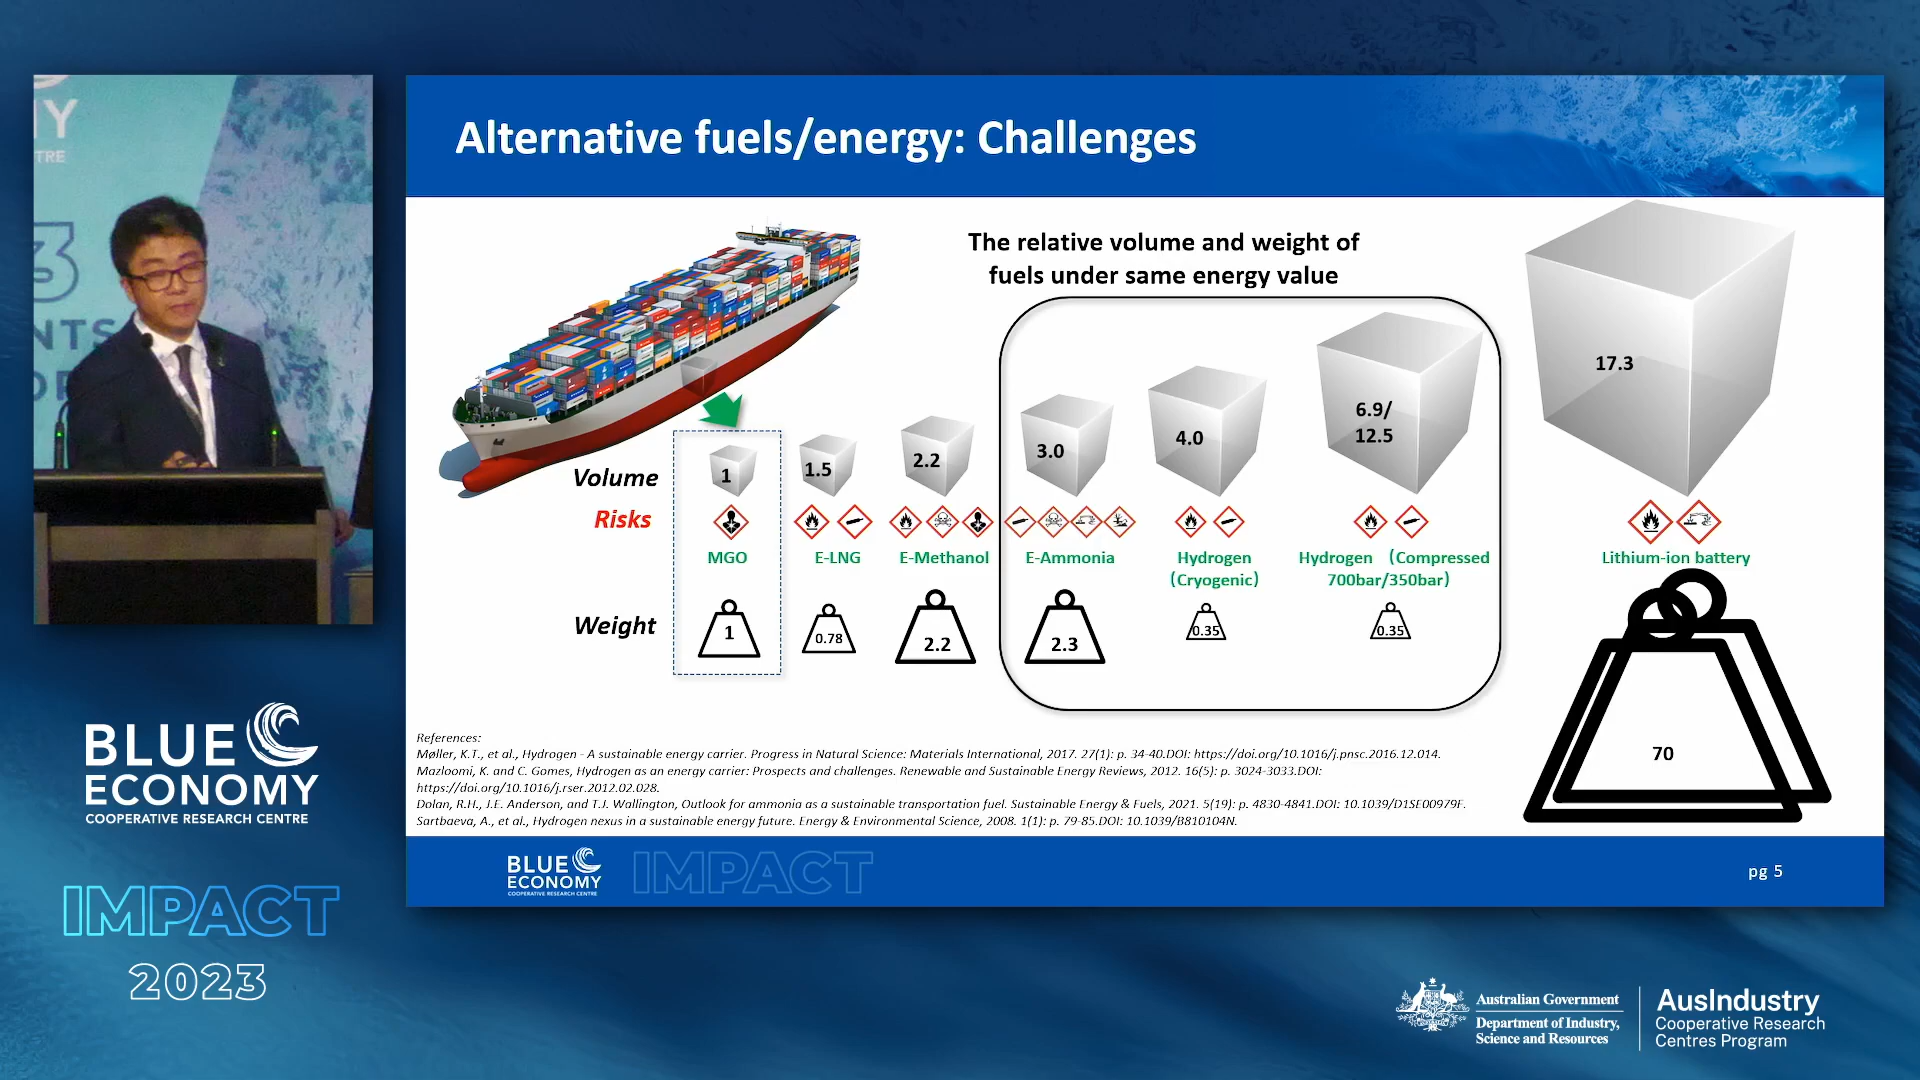 Alternative fuels/energy: Challenges
The relative volume and weight of
fuels under same energy value
Volume
1
1.5
2.2
3.0
4.0
6.9/
12.5
17.3
Risks
MGO
E-LNG
E-Methanol
E-Ammonia
Hydrogen
(Cryogenic)
Hydrogen (Compressed
700bar/350bar)
Lithium-ion battery
Weight
1
0.78
2.2
2.3
0.35
0.35
70
References:
Møller, K.T., et al., Hydrogen - A sustainable energy carrier. Progress in Natural Science: Materials International, 2017. 27(1): p. 34-40.DOI: https://doi.org/10.1016/j.pnsc.2016.12.014.
Mazloomi, K. and C. Gomes, Hydrogen as an energy carrier: Prospects and challenges. Renewable and Sustainable Energy Reviews, 2012. 16(5): p. 3024-3033.DOI:
https://doi.org/10.1016/j.rser.2012.02.028.
Dolan, R.H., J.E. Anderson, and T.J. Wallington, Outlook for ammonia as a sustainable transportation fuel. Sustainable Energy & Fuels, 2021. 5(19): p. 4830-4841.DOI: 10.1039/D1SE00979F.
Sartbaeva, A., et al., Hydrogen nexus in a sustainable energy future. Energy & Environmental Science, 2008. 1(1): p. 79-85.DOI: 10.1039/B810104N.
BLUE
ECONOMY
COOPERATIVE RESEARCH CENTRE
IMPACT
pg 5
MY
TRE
3
NTS
BLUE
ECONOMY
COOPERATIVE RESEARCH CENTRE
IMPACT
2023
Australian Government
Department of Industry,
Science and Resources
AusIndustry
Cooperative Research
Centres Program